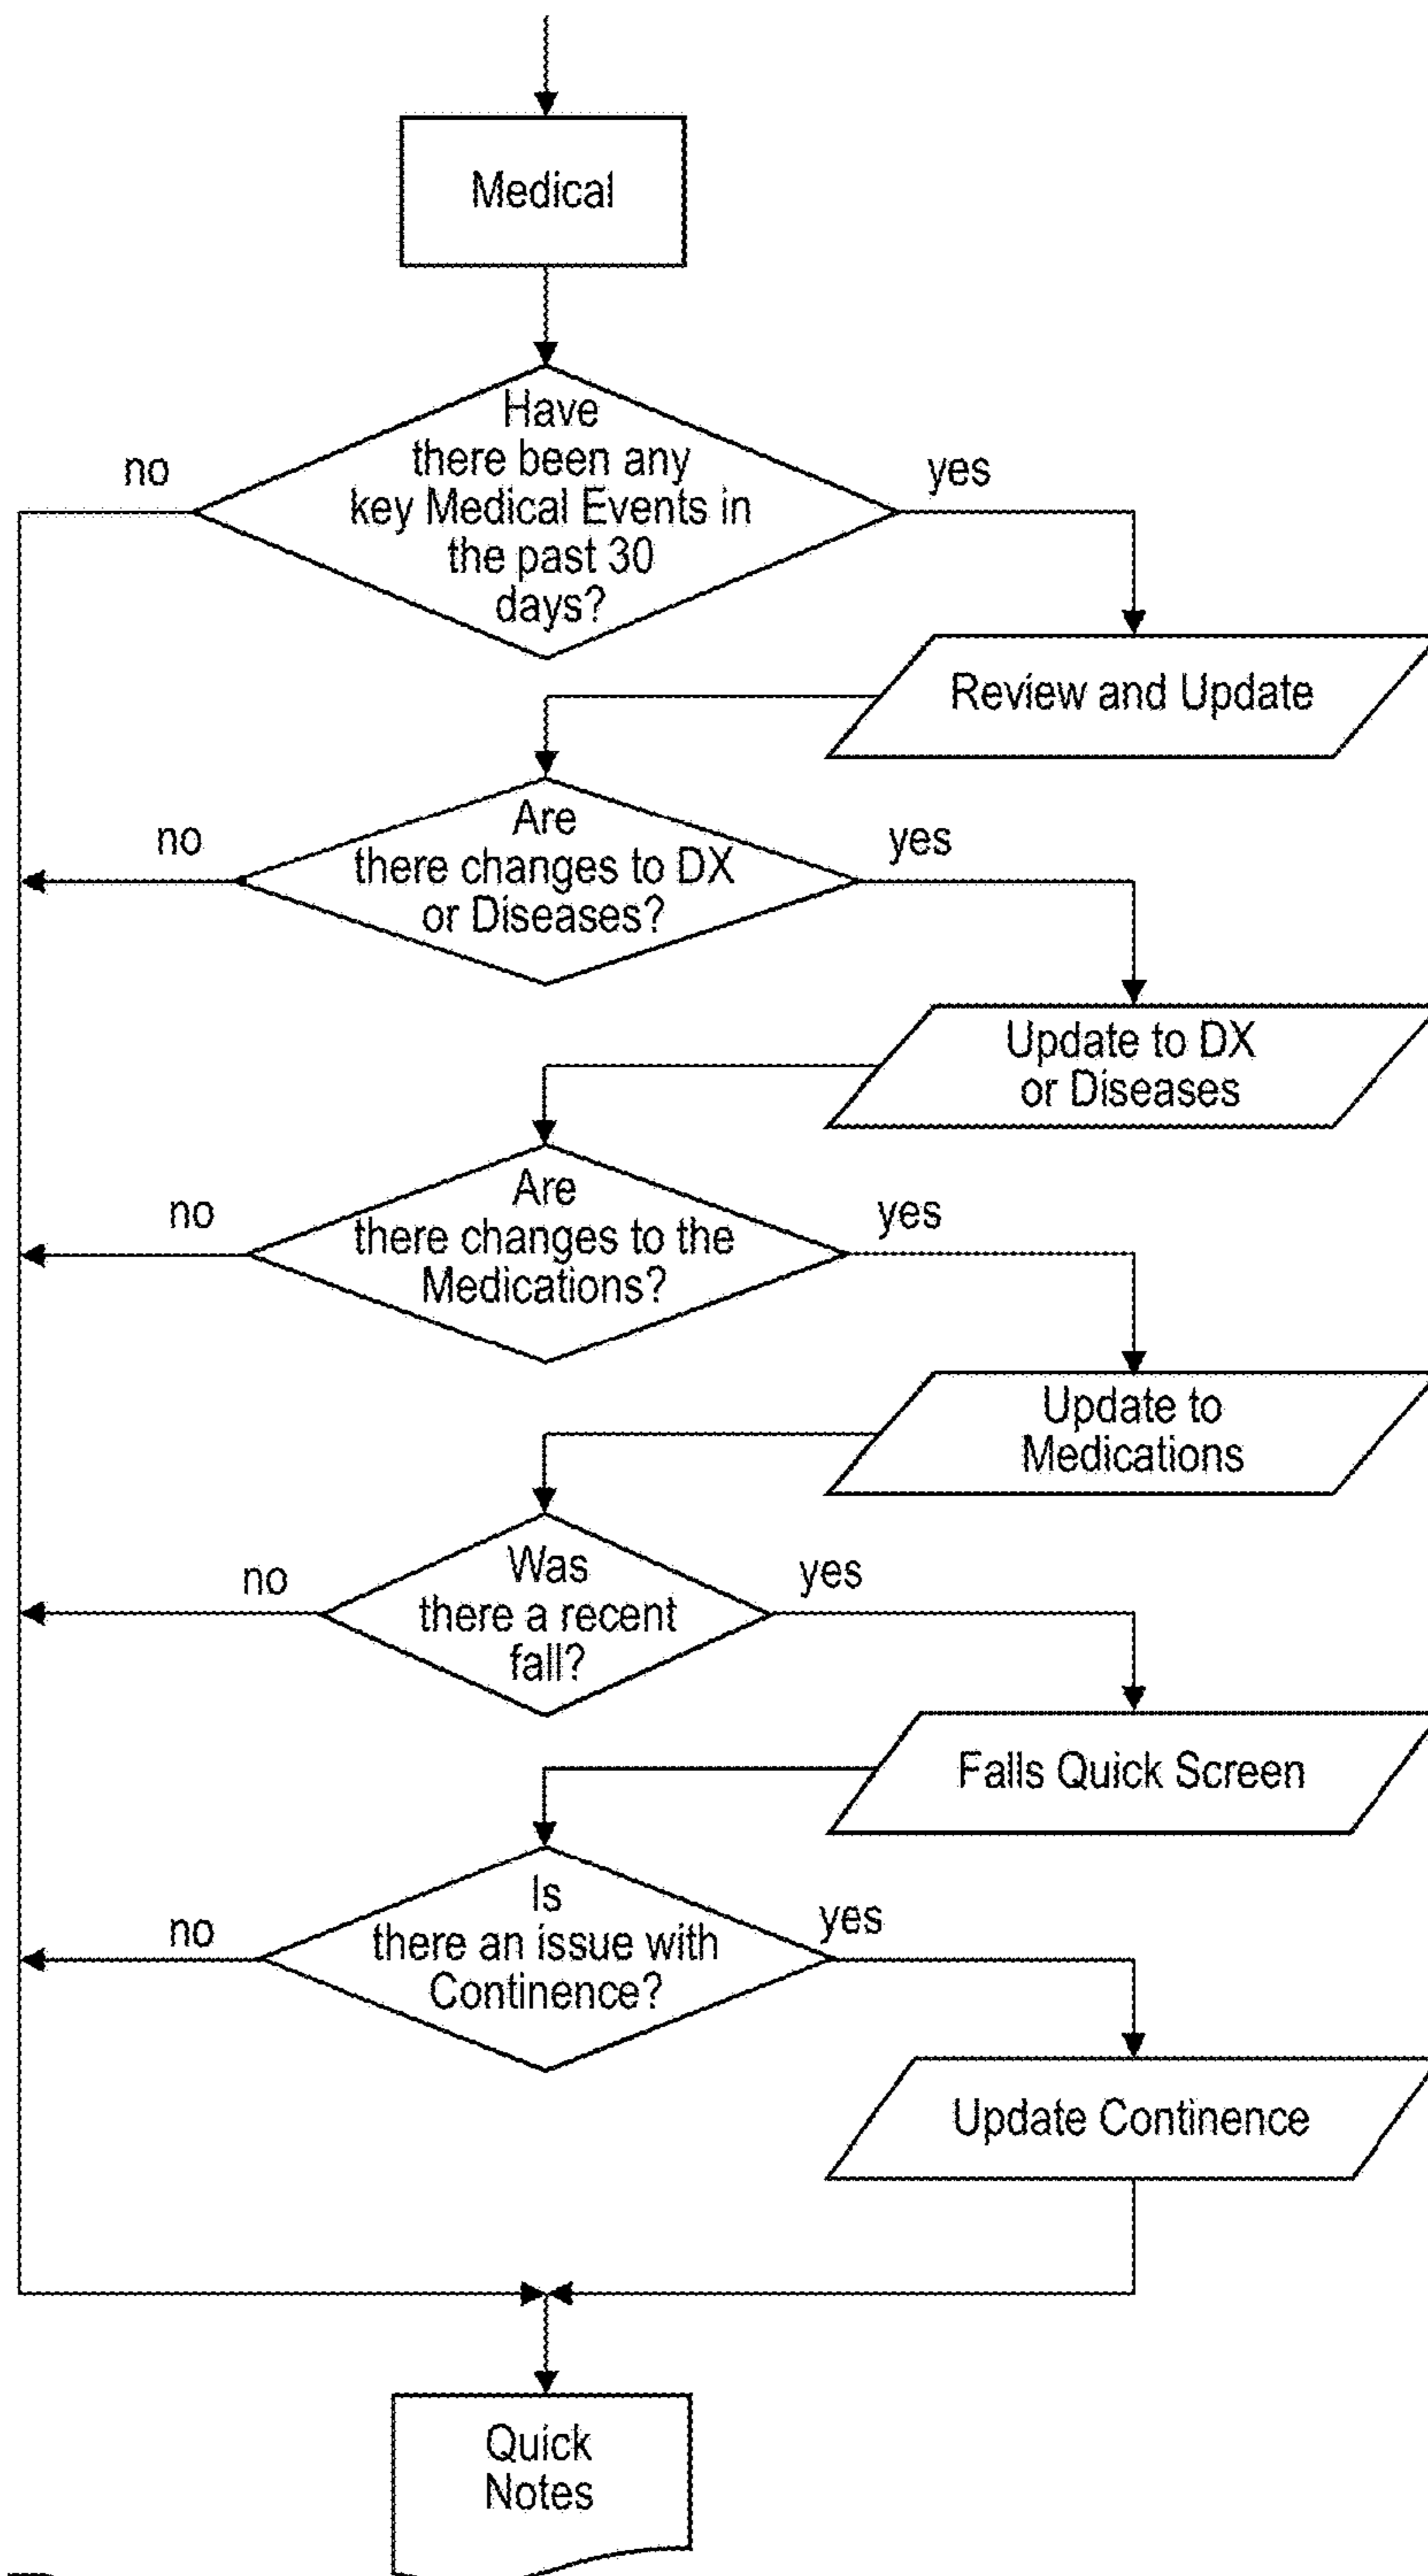 Medical
Have
there been any
key Medical Events in
the past 30
days?
no
yes
Review and Update
Are
there changes to DX
or Diseases?
no
yes
Update to DX
or Diseases
Are
there changes to the
Medications?
no
yes
Update to
Medications
Was
there a recent
fall?
no
yes
Falls Quick Screen
Is
there an issue with
Continence?
no
yes
Update Continence
Quick
Notes